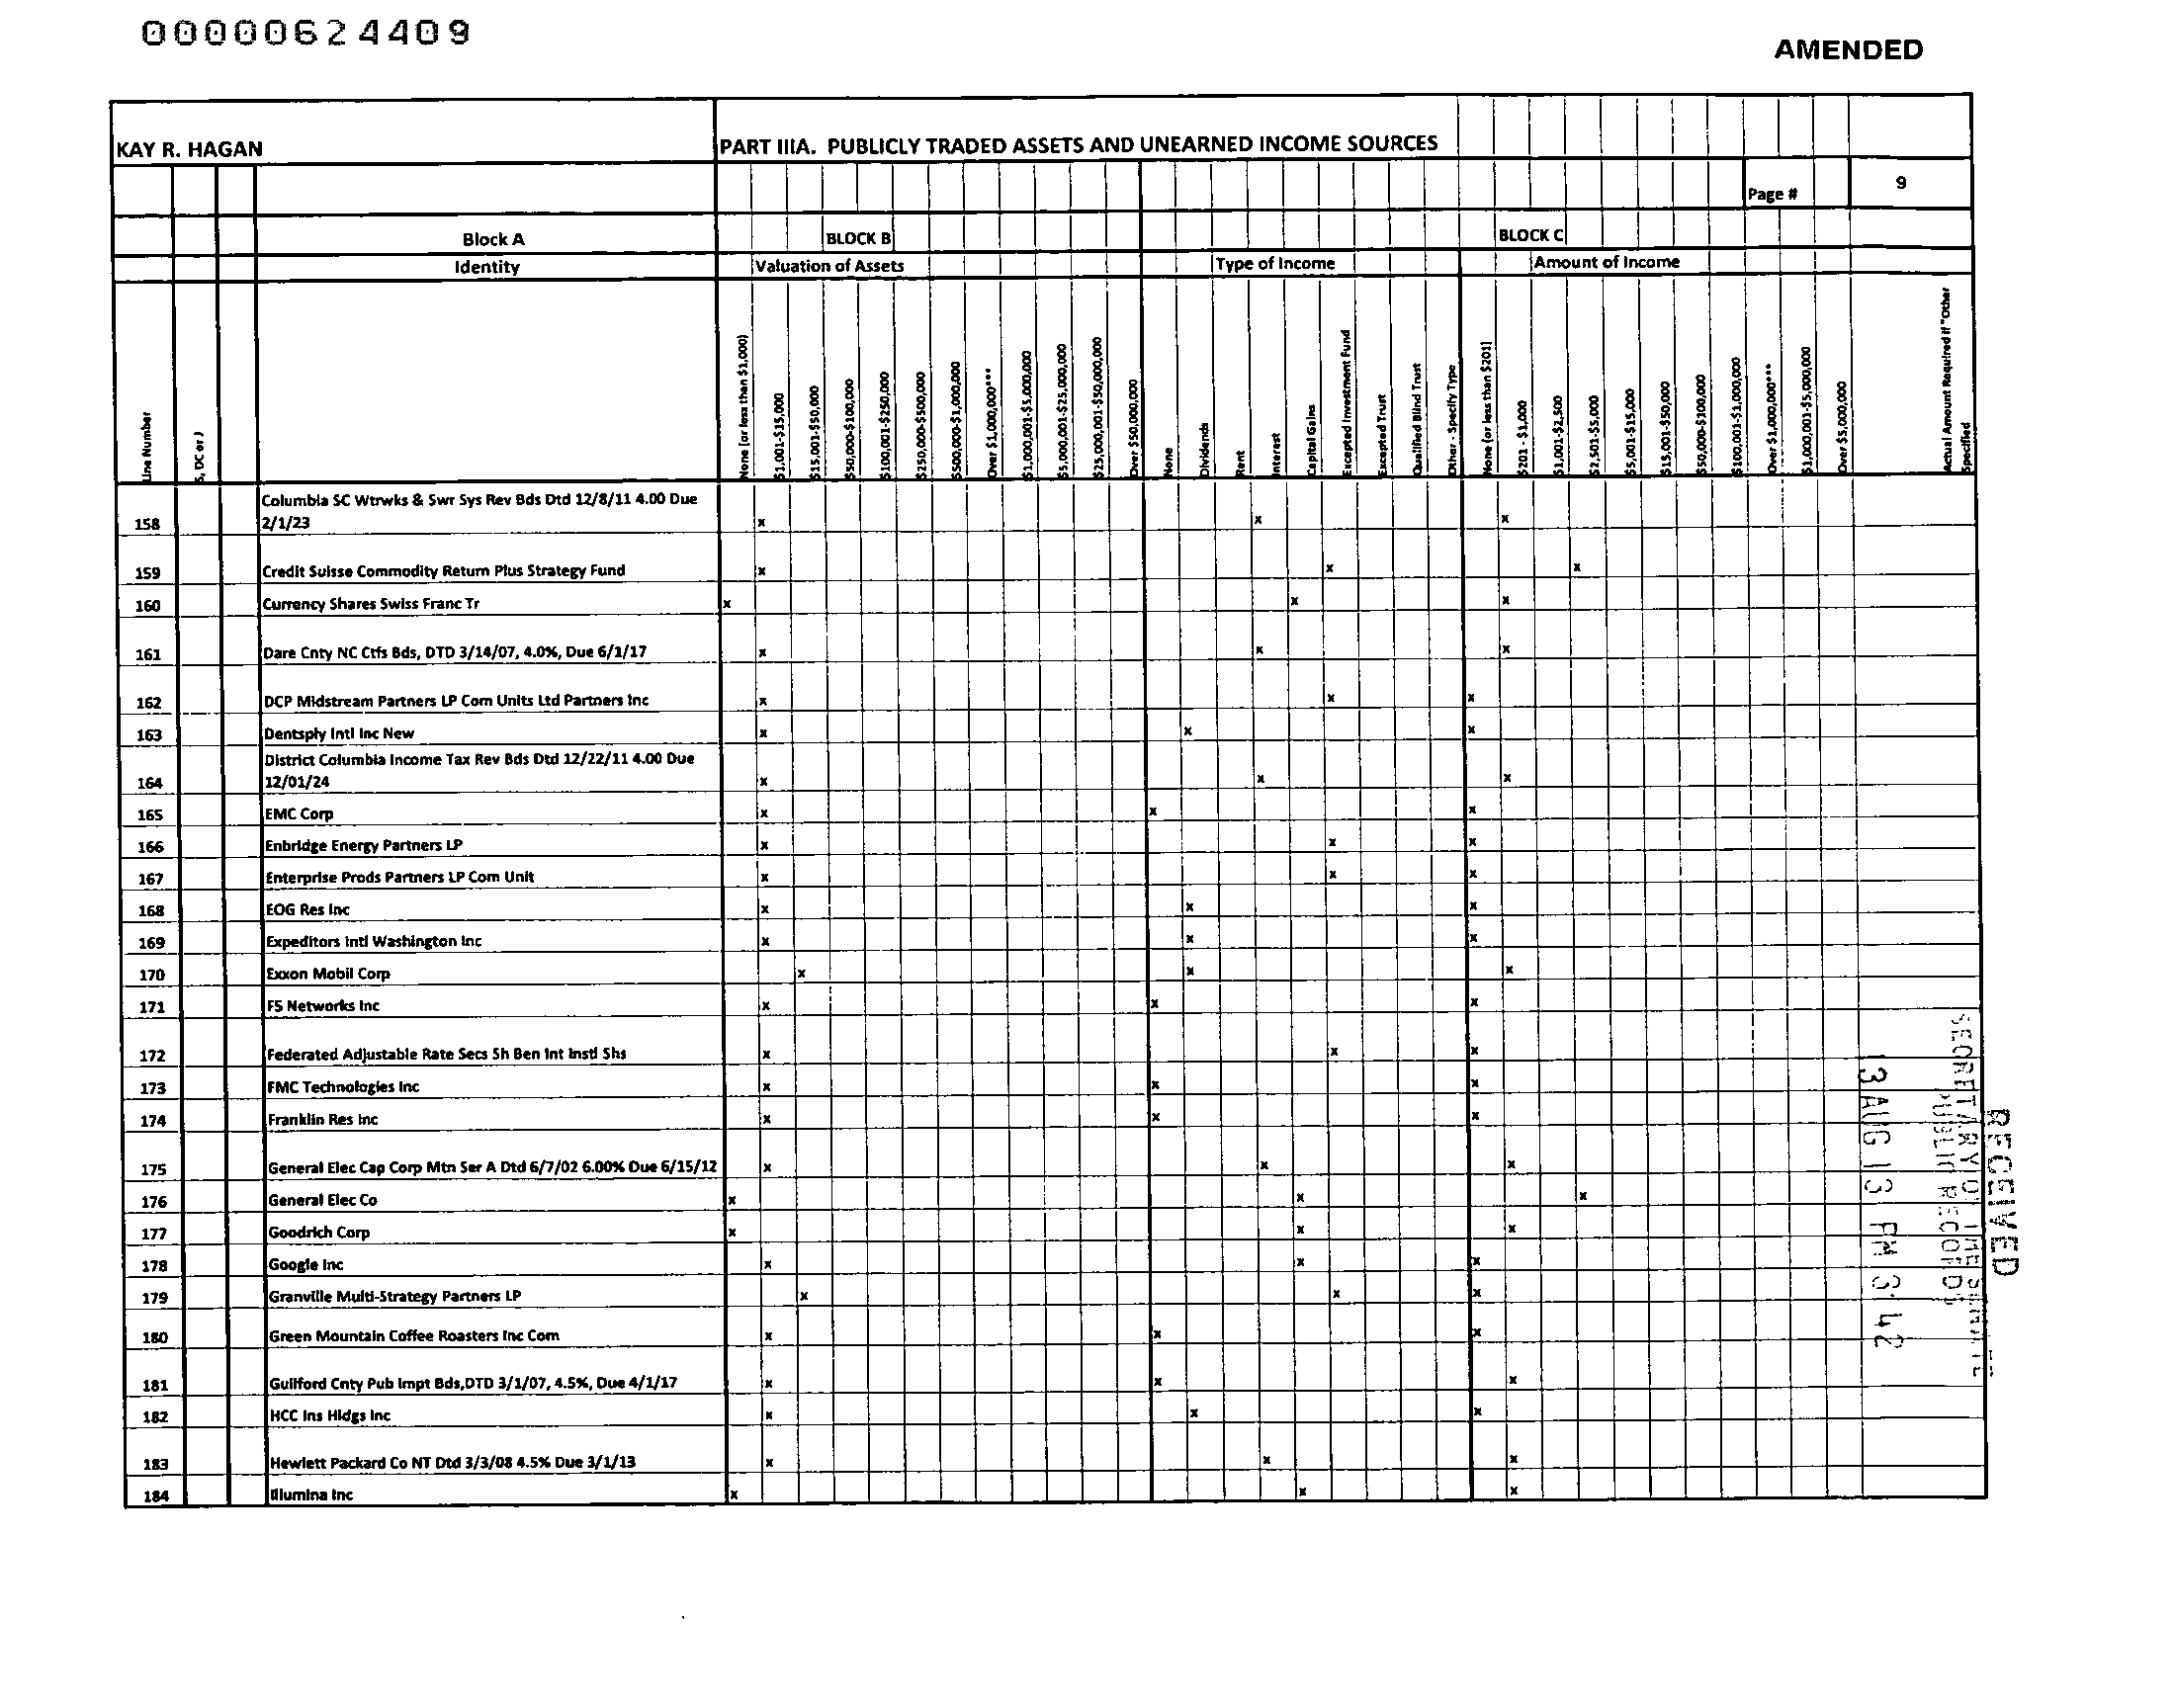 00000624409
AMENDED
KAY R. HAGAN
PART IIIA. PUBLICLY TRADED ASSETS AND UNEARNED INCOME SOURCES
Page # 9
Block A BLOCK B BLOCK C
Identity Valuation of Assets Type of Income Amount of Income
Line Number
S, DC or J
None (or less than $1,000)
$1,001-$15,000
$15,001-$50,000
$50,000-$100,000
$100,001-$250,000
$250,000-$500,000
$500,000-$1,000,000
Over $1,000,000***
$1,000,001-$5,000,000
$5,000,001-$25,000,000
$25,000,001-$50,000,000
Over $50,000,000
None
Dividends
Rent
Interest
Capital Gains
Excepted Investment Fund
Excepted Trust
Qualified Blind Trust
Other - Specify Type
None (or less than $201)
$201 - $1,000
$1,001-$2,500
$2,501-$5,000
$5,001-$15,000
$15,001-$50,000
$50,000-$100,000
$100,001-$1,000,000
Over $1,000,000***
$1,000,001-$5,000,000
Over $5,000,000
Actual Amount Required if "Other
Specified
Columbia SC Wtrwks & Swr Sys Rev Bds Dtd 12/8/11 4.00 Due
158 2/1/23 x x x
159 Credit Suisse Commodity Return Plus Strategy Fund x x x
160 Currency Shares Swiss Franc Tr x x x
161 Dare Cnty NC Ctfs Bds, DTD 3/14/07, 4.0%, Due 6/1/17 x x x
162 DCP Midstream Partners LP Com Units Ltd Partners Inc x x x
163 Dentsply Intl Inc New x x x
District Columbia Income Tax Rev Bds Dtd 12/22/11 4.00 Due
164 12/01/24 x x x
165 EMC Corp x x x
166 Enbridge Energy Partners LP x x x
167 Enterprise Prods Partners LP Com Unit x x x
168 EOG Res Inc x x x
169 Expeditors Intl Washington Inc x x x
170 Exxon Mobil Corp x x x
171 F5 Networks Inc x x x
172 Federated Adjustable Rate Secs Sh Ben Int Instl Shs x x x
173 FMC Technologies Inc x x x
174 Franklin Res Inc x x x
175 General Elec Cap Corp Mtn Ser A Dtd 6/7/02 6.00% Due 6/15/12 x x x
176 General Elec Co x x x
177 Goodrich Corp x x x
178 Google Inc x x x
179 Granville Multi-Strategy Partners LP x x x
180 Green Mountain Coffee Roasters Inc Com x x x
181 Guilford Cnty Pub Impt Bds,DTD 3/1/07, 4.5%, Due 4/1/17 x x x
182 HCC Ins Hldgs Inc x x x
183 Hewlett Packard Co NT Dtd 3/3/08 4.5% Due 3/1/13 x x x
184 Illumina Inc x x x
RECEIVED
SECRETARY OF THE SENATE
PUBLIC RECORDS
13 AUG 13 PM 3:42